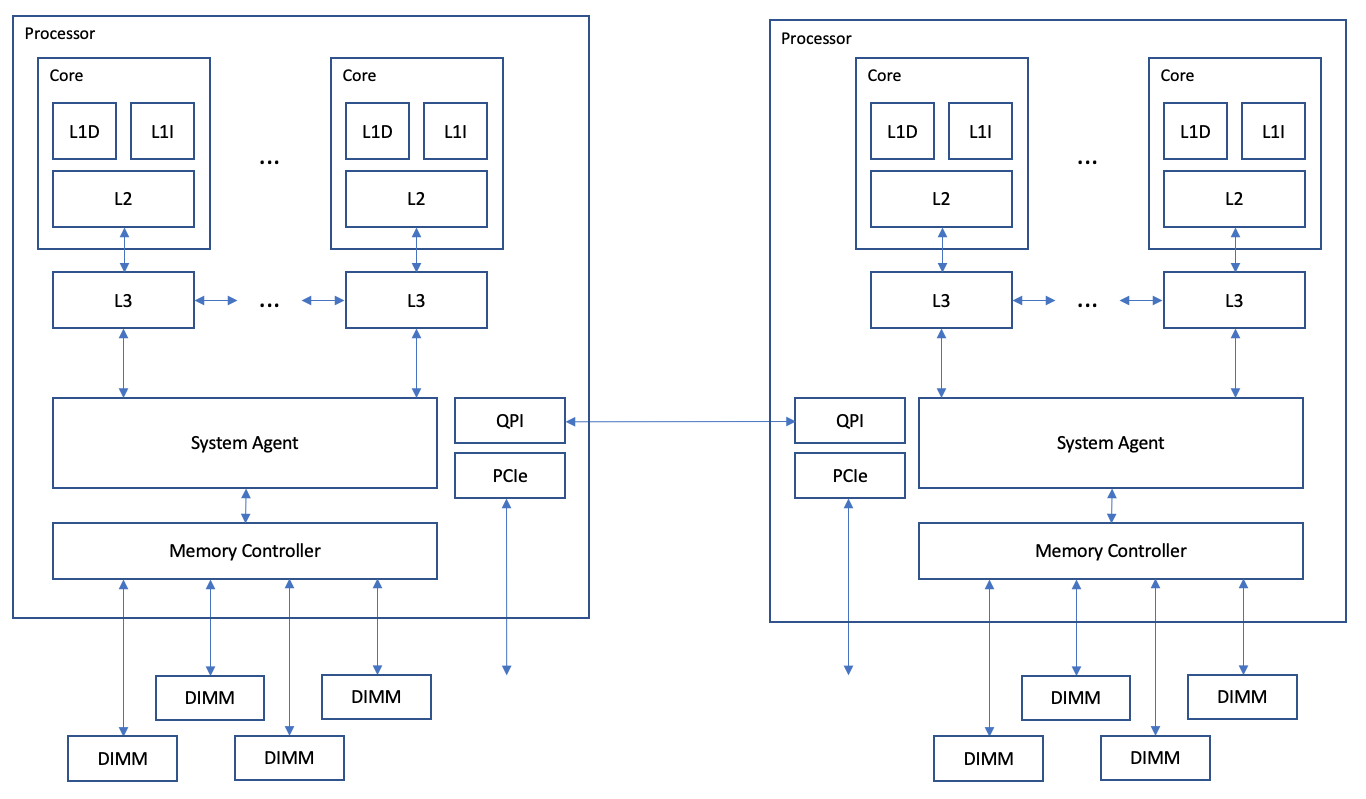 Processor
Processor
Core
Core
Core
Core
L1D
L1I
...
L1D
L1I
L1D
L1I
...
L1D
L1I
L2
L2
L2
L2
L3
...
L3
L3
...
L3
System Agent
QPI
QPI
System Agent
PCIe
PCIe
Memory Controller
Memory Controller
DIMM
DIMM
DIMM
DIMM
DIMM
DIMM
DIMM
DIMM